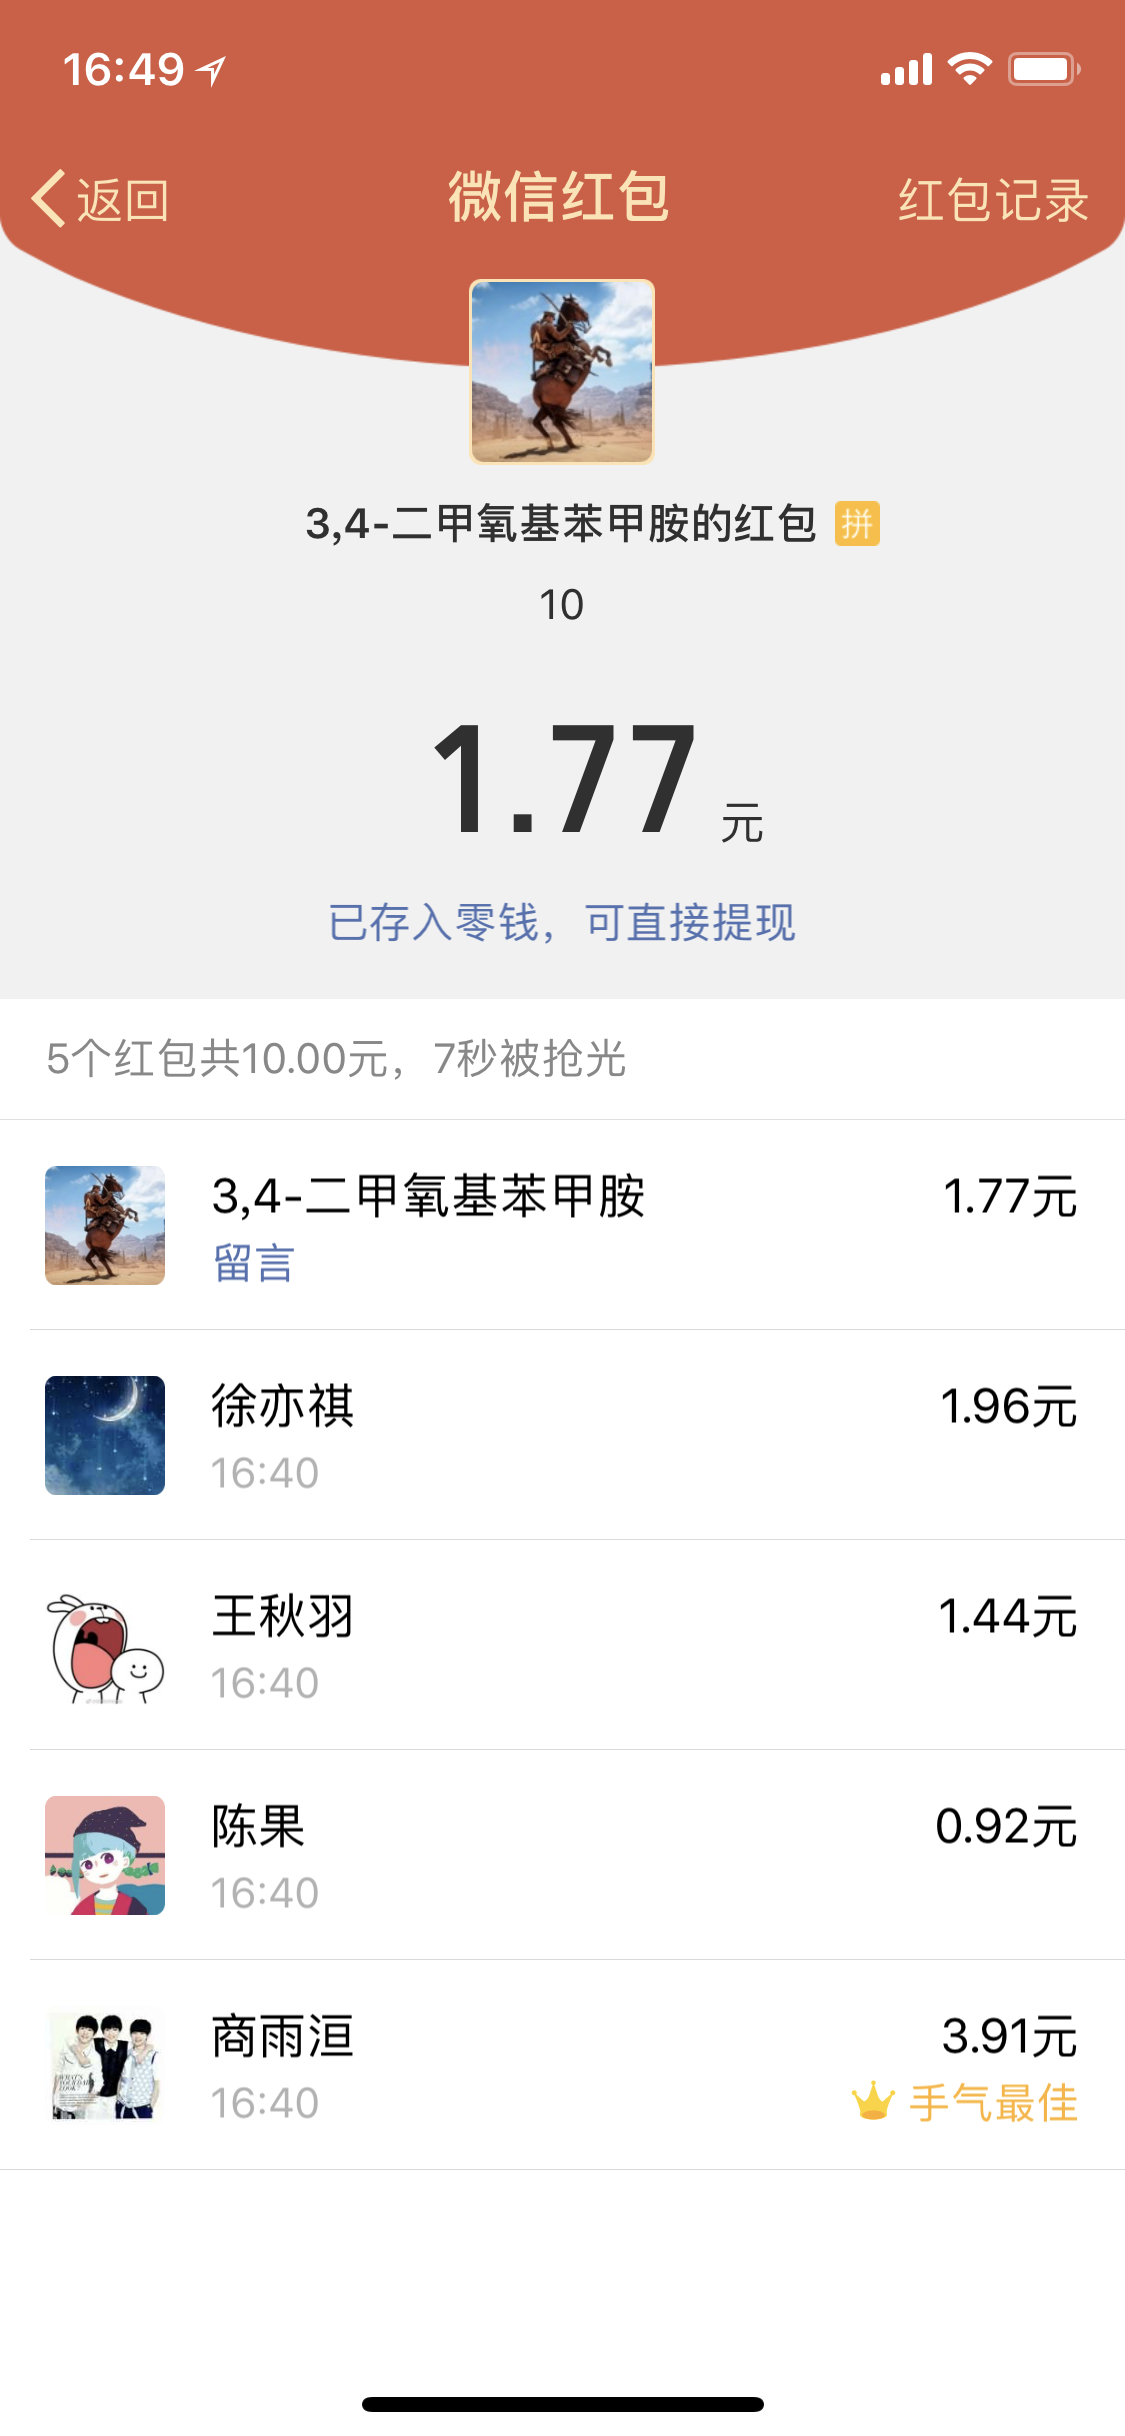 16:49
返回
微信红包
红包记录
3,4-二甲氧基苯甲胺的红包 拼
10
1.77 元
已存入零钱，可直接提现
5个红包共10.00元，7秒被抢光
3,4-二甲氧基苯甲胺
1.77元
留言
徐亦祺
1.96元
16:40
王秋羽
1.44元
16:40
陈果
0.92元
16:40
商雨洹
3.91元
16:40
手气最佳